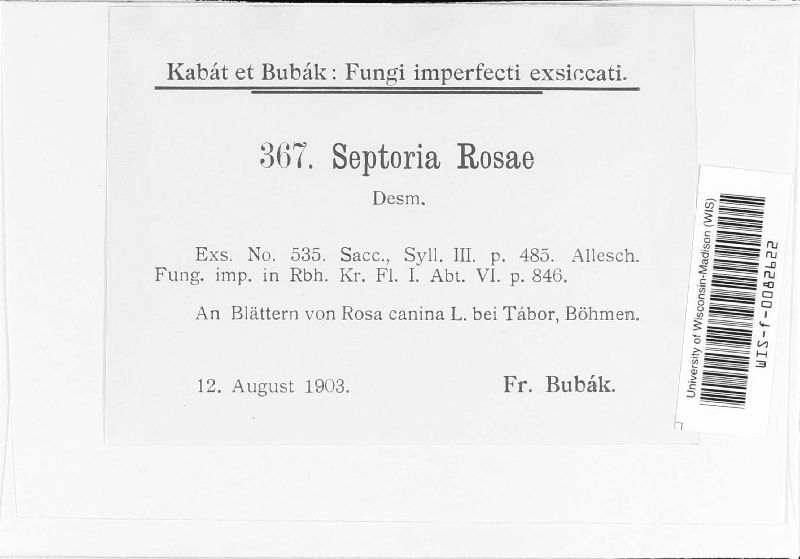 Kabát et Bubák: Fungi imperfecti exsiccati.
367. Septoria Rosae
Desm.
Exs. No. 535. Sacc., Syll. III. p. 485. Allesch.
Fung. imp. in Rbh. Kr. Fl. I. Abt. VI. p. 846.
An Blättern von Rosa canina L. bei Tábor, Böhmen.
12. August 1903. Fr. Bubák.
University of Wisconsin-Madison (WIS)
WIS-f-0082622